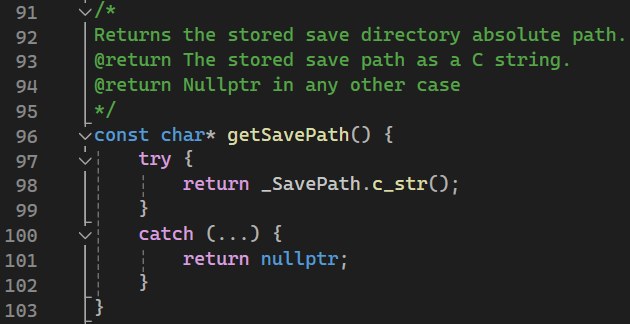 91 /*
92 Returns the stored save directory absolute path.
93 @return The stored save path as a C string.
94 @return Nullptr in any other case
95 */
96 const char* getSavePath() {
97     try {
98         return _SavePath.c_str();
99     }
100     catch (...) {
101         return nullptr;
102     }
103 }